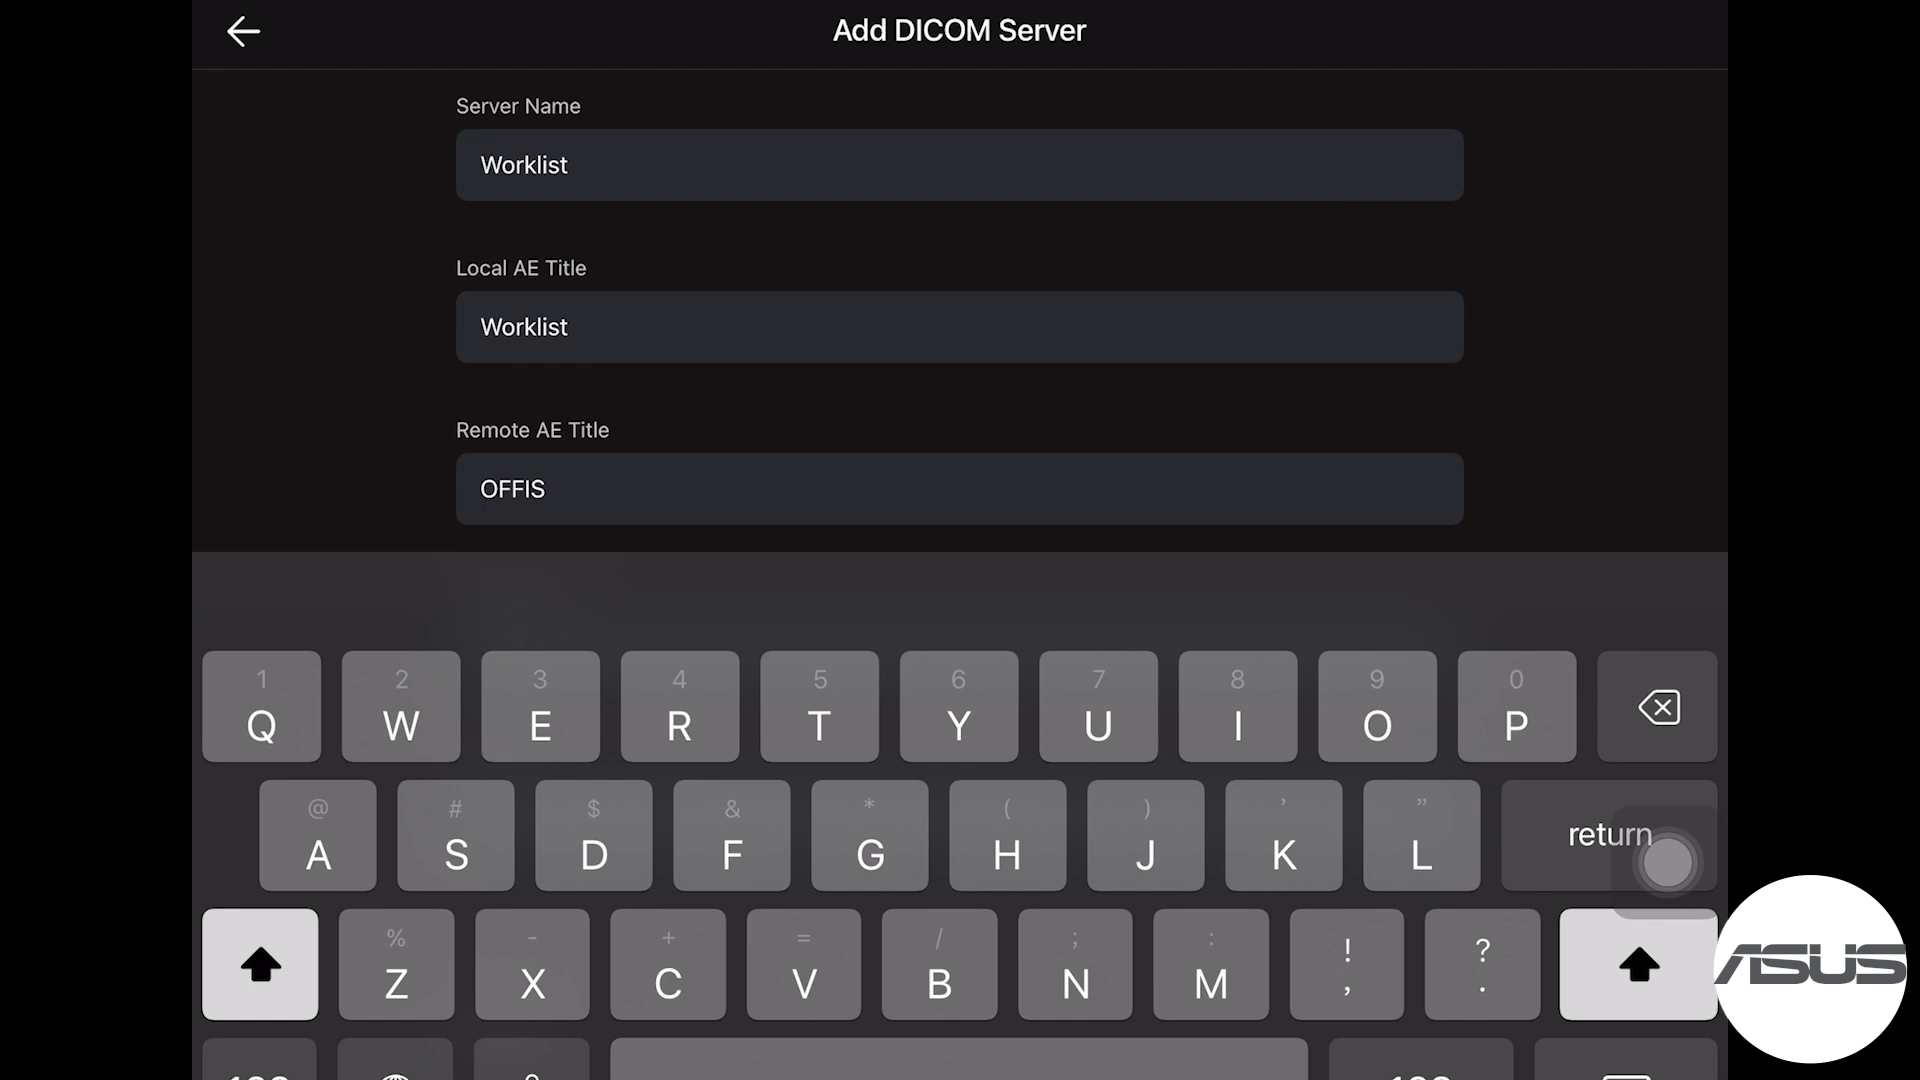 Add DICOM Server
Server Name
Worklist
Local AE Title
Worklist
Remote AE Title
OFFIS
1 2 3 4 5 6 7 8 9 0
Q W E R T Y U I O P
@ # $ & * ( ) ' "
A S D F G H J K L return
% - + = / ; : ! ?
Z X C V B N M , .
ASUS